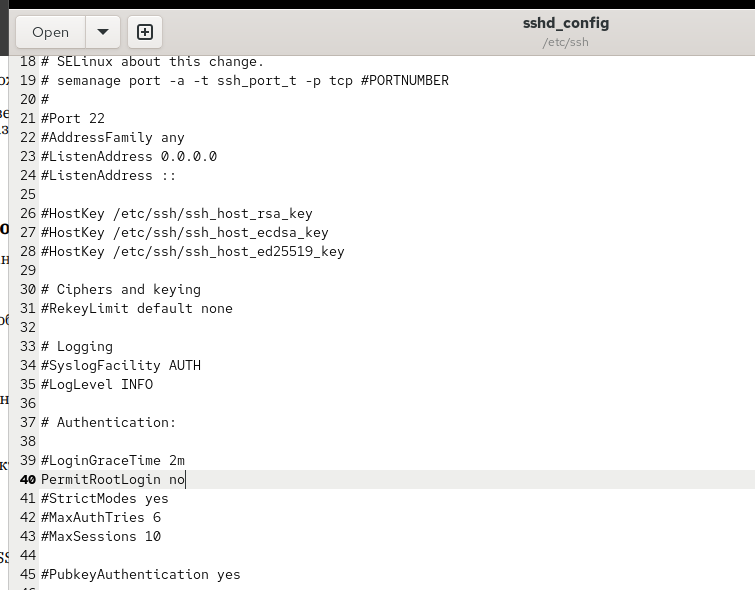 Open
sshd_config
/etc/ssh
18 # SELinux about this change.
19 # semanage port -a -t ssh_port_t -p tcp #PORTNUMBER
20 #
21 #Port 22
22 #AddressFamily any
23 #ListenAddress 0.0.0.0
24 #ListenAddress ::
25
26 #HostKey /etc/ssh/ssh_host_rsa_key
27 #HostKey /etc/ssh/ssh_host_ecdsa_key
28 #HostKey /etc/ssh/ssh_host_ed25519_key
29
30 # Ciphers and keying
31 #RekeyLimit default none
32
33 # Logging
34 #SyslogFacility AUTH
35 #LogLevel INFO
36
37 # Authentication:
38
39 #LoginGraceTime 2m
40 PermitRootLogin no
41 #StrictModes yes
42 #MaxAuthTries 6
43 #MaxSessions 10
44
45 #PubkeyAuthentication yes